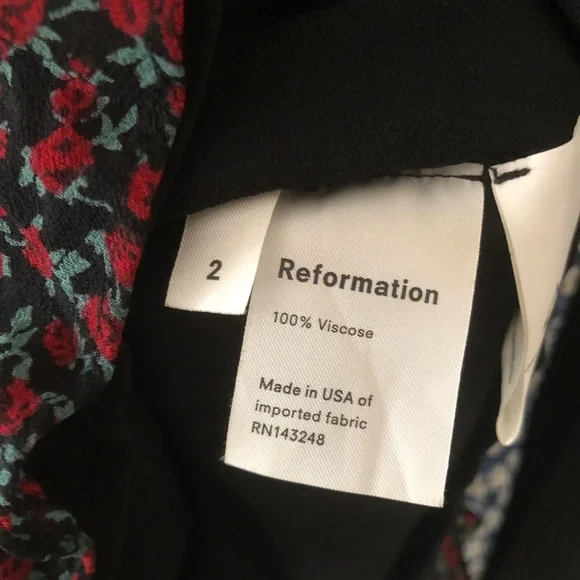 2
Reformation
100% Viscose
Made in USA of
imported fabric
RN143248